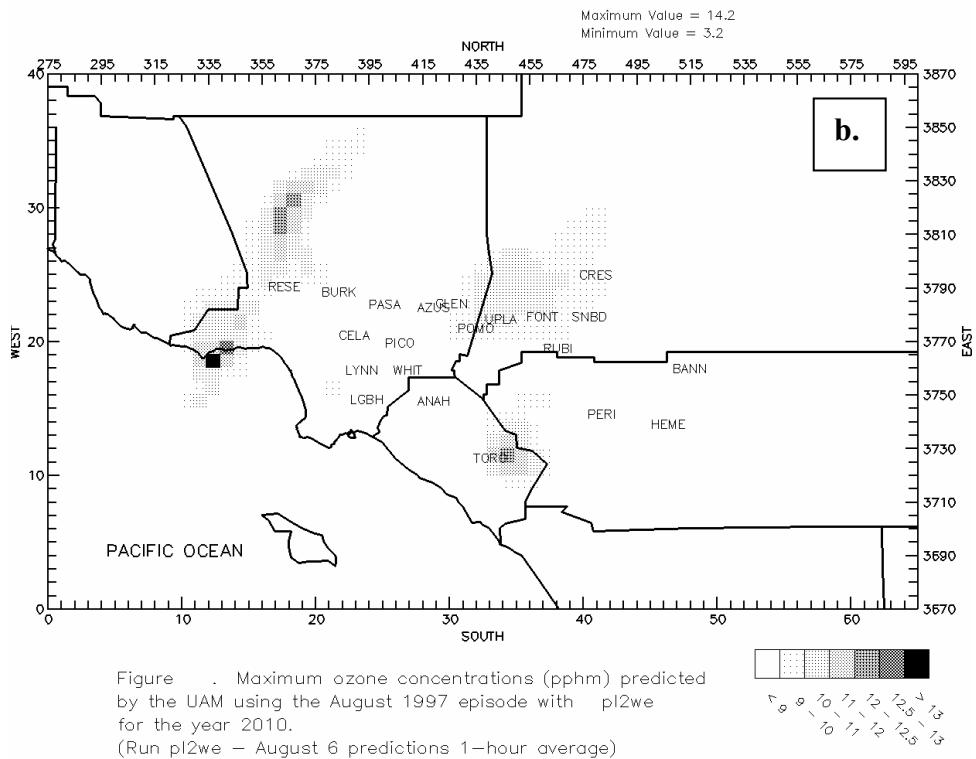 Maximum Value = 14.2
Minimum Value = 3.2
NORTH
275 295 315 335 355 375 395 415 435 455 475 495 515 535 555 575 595
40 3870
b.
3850
3830
30
3810
CRES
RESE BURK 3790
PASA AZUS GLEN
UPLA FONT SNBD
POMO
CELA PICO
WEST 20 RUBI 3770 EAST
LYNN WHIT BANN
3750
LGBH ANAH
PERI HEME
3730
TORO
10
3710
PACIFIC OCEAN 3690
0 3670
0 10 20 30 40 50 60
SOUTH
Figure . Maximum ozone concentrations (pphm) predicted
by the UAM using the August 1997 episode with pl2we
for the year 2010.
(Run pl2we – August 6 predictions 1–hour average)
< 9
9 – 10
10 – 11
11 – 12
12 – 12.5
12.5 – 13
> 13